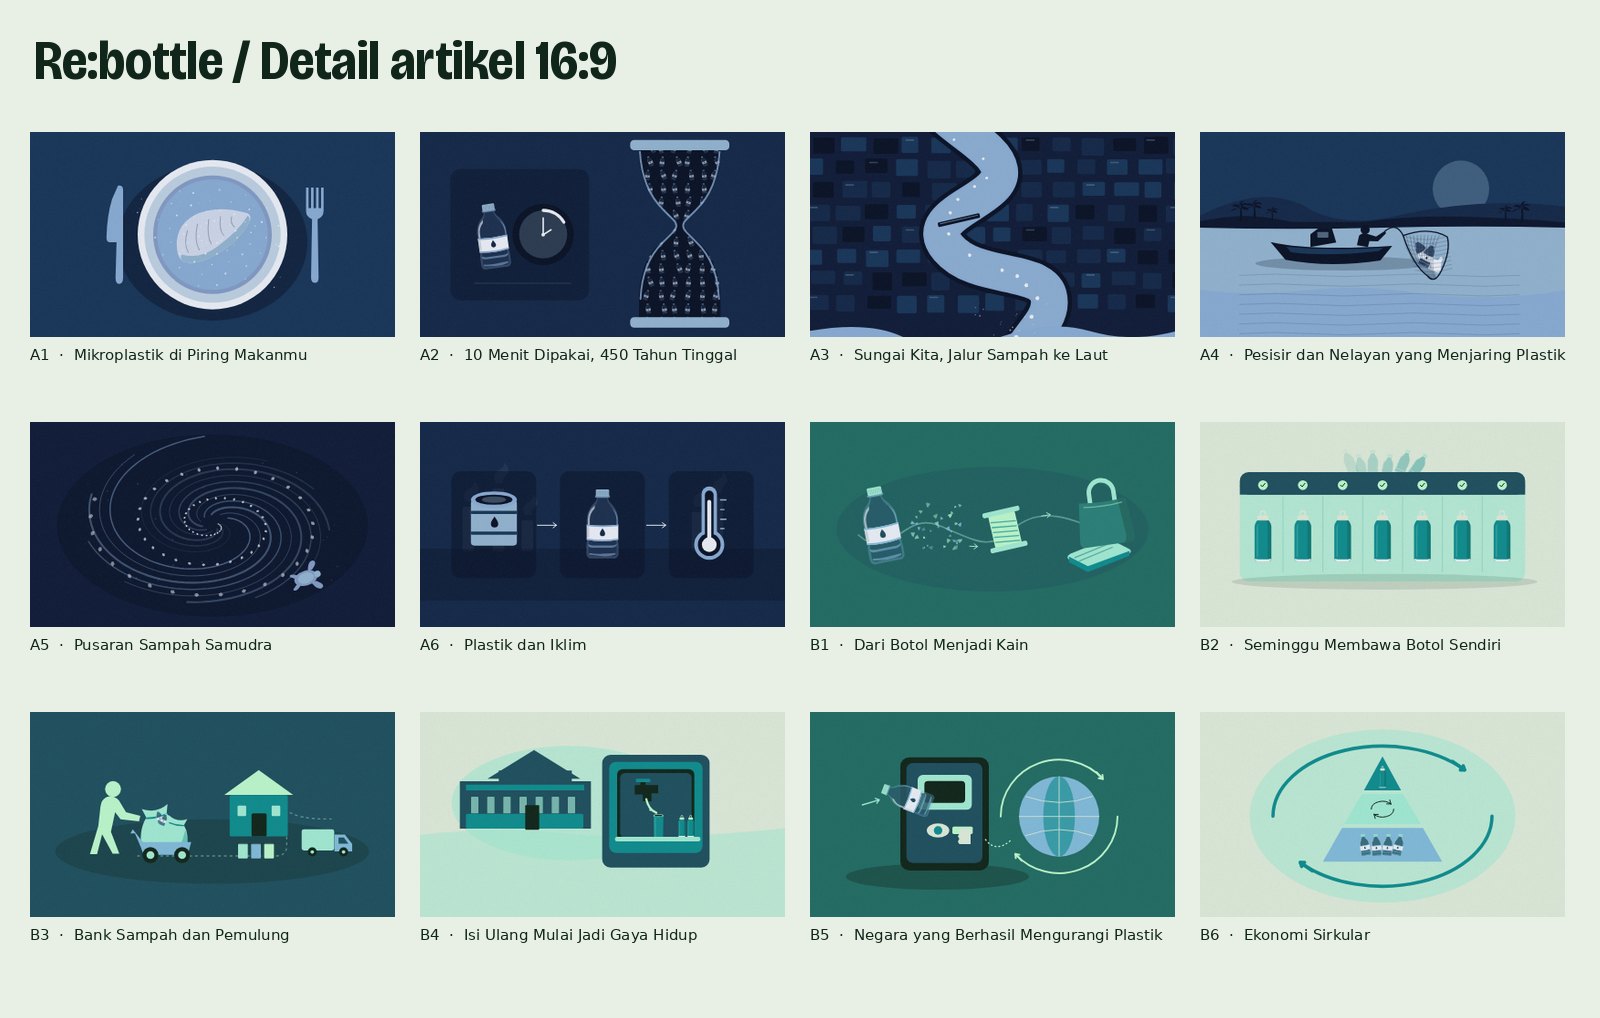 Re:bottle / Detail artikel 16:9
A1 · Mikroplastik di Piring Makanmu
A2 · 10 Menit Dipakai, 450 Tahun Tinggal
A3 · Sungai Kita, Jalur Sampah ke Laut
A4 · Pesisir dan Nelayan yang Menjaring Plastik
A5 · Pusaran Sampah Samudra
A6 · Plastik dan Iklim
B1 · Dari Botol Menjadi Kain
B2 · Seminggu Membawa Botol Sendiri
B3 · Bank Sampah dan Pemulung
B4 · Isi Ulang Mulai Jadi Gaya Hidup
B5 · Negara yang Berhasil Mengurangi Plastik
B6 · Ekonomi Sirkular